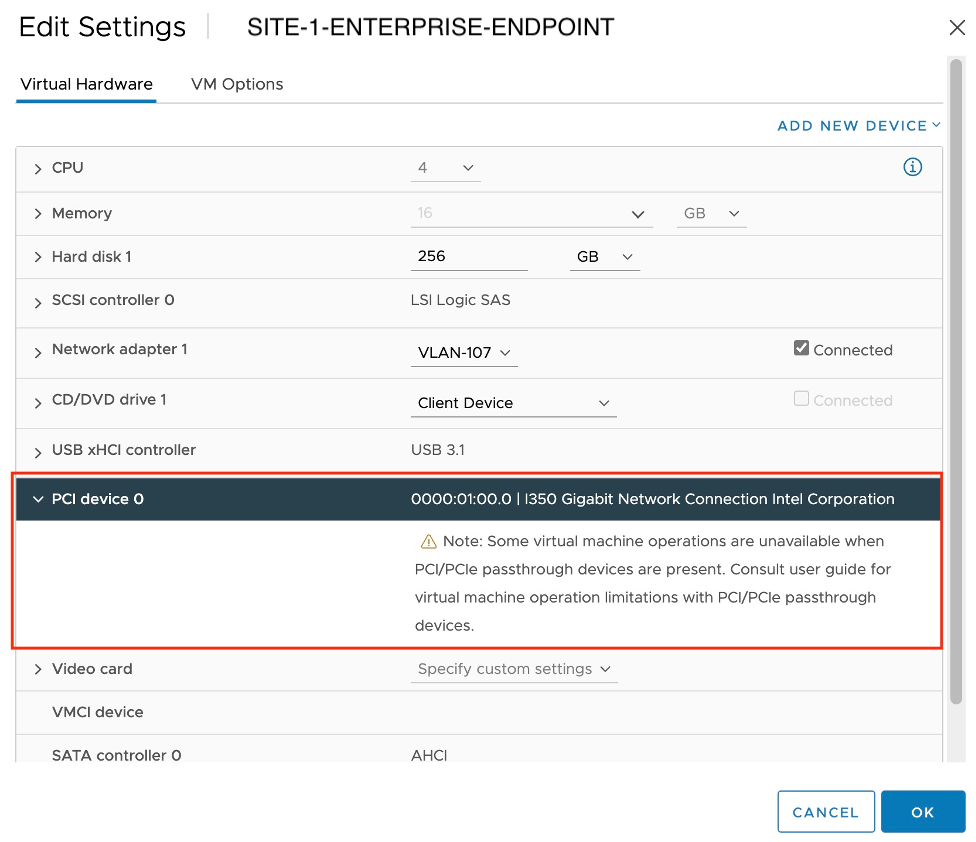 Edit Settings | SITE-1-ENTERPRISE-ENDPOINT
Virtual Hardware VM Options
ADD NEW DEVICE
CPU 4
Memory 16 GB
Hard disk 1 256 GB
SCSI controller 0 LSI Logic SAS
Network adapter 1 VLAN-107 Connected
CD/DVD drive 1 Client Device Connected
USB xHCI controller USB 3.1
PCI device 0 0000:01:00.0 | I350 Gigabit Network Connection Intel Corporation
Note: Some virtual machine operations are unavailable when
PCI/PCIe passthrough devices are present. Consult user guide for
virtual machine operation limitations with PCI/PCIe passthrough
devices.
Video card Specify custom settings
VMCI device
SATA controller 0 AHCI
CANCEL OK